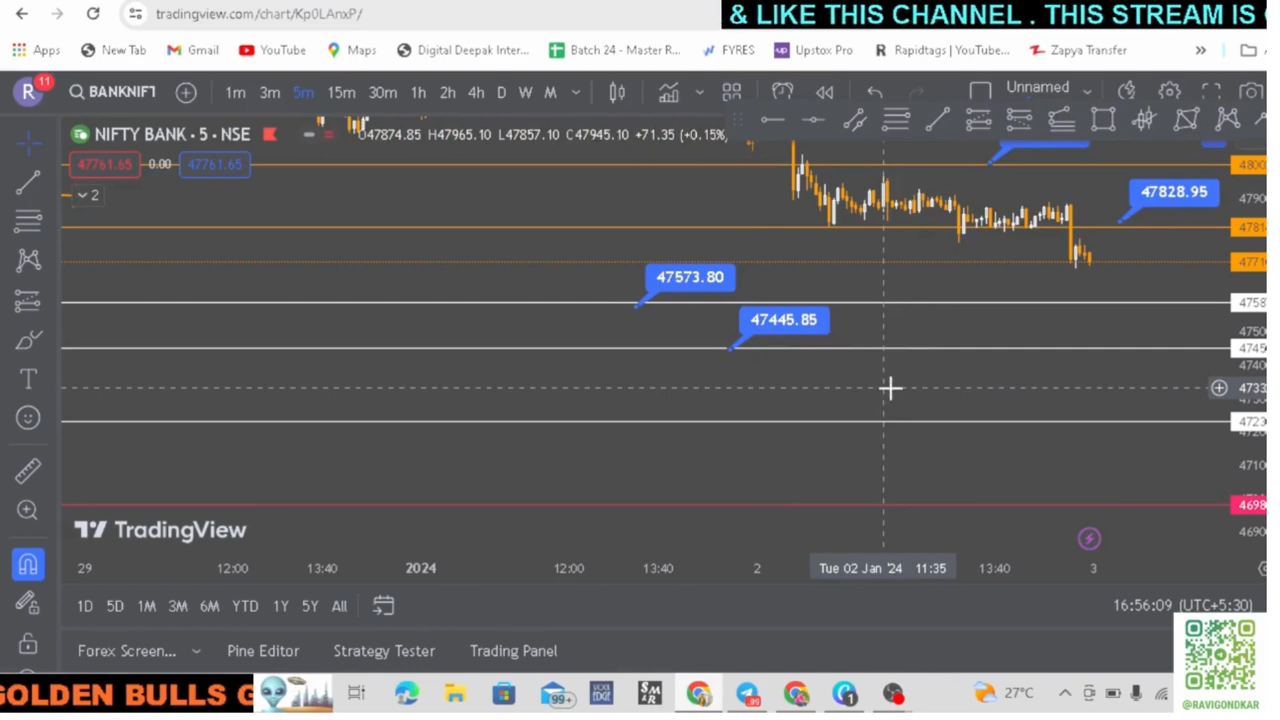 tradingview.com/chart/Kp0LAnxP/
& LIKE THIS CHANNEL . THIS STREAM IS
Apps New Tab Gmail YouTube Maps Digital Deepak Inter... Batch 24 - Master R... FYRES Upstox Pro Rapidtags | YouTube... Zapya Transfer »
R 11 BANKNIFT 1m 3m 5m 15m 30m 1h 2h 4h D W M Unnamed
NIFTY BANK · 5 · NSE O47874.85 H47965.10 L47857.10 C47945.10 +71.35 (+0.15%)
47761.65 0.00 47761.65
2
47828.95
47573.80
47445.85
TradingView
29 12:00 13:40 2024 12:00 13:40 2 Tue 02 Jan '24 11:35 13:40 3
1D 5D 1M 3M 6M YTD 1Y 5Y All 16:56:09 (UTC+5:30)
Forex Screen... Pine Editor Strategy Tester Trading Panel
GOLDEN BULLS G
99+
99
1
27°C
@RAVIGONDKAR